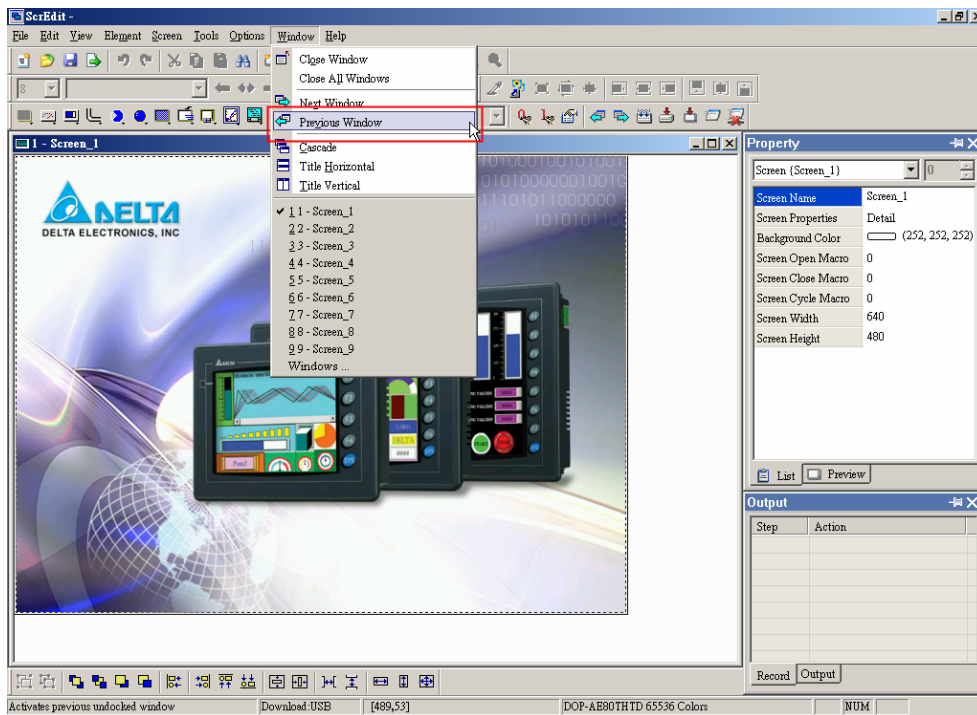 ScrEdit -
File Edit View Element Screen Tools Options Window Help
Close Window
Close All Windows
Next Window
Previous Window
Cascade
Title Horizontal
Title Vertical
✔ 1 1 - Screen_1
2 2 - Screen_2
3 3 - Screen_3
4 4 - Screen_4
5 5 - Screen_5
6 6 - Screen_6
7 7 - Screen_7
8 8 - Screen_8
9 9 - Screen_9
Windows ...
8
1 - Screen_1
DELTA
DELTA ELECTRONICS, INC
DELTA
START
Property
Screen {Screen_1}
0
Screen Name Screen_1
Screen Properties Detail
Background Color (252, 252, 252)
Screen Open Macro 0
Screen Close Macro 0
Screen Cycle Macro 0
Screen Width 640
Screen Height 480
List Preview
Output
Step Action
Record Output
Activates previous undocked window Download:USB [489,53] DOP-AE80THTD 65536 Colors NUM